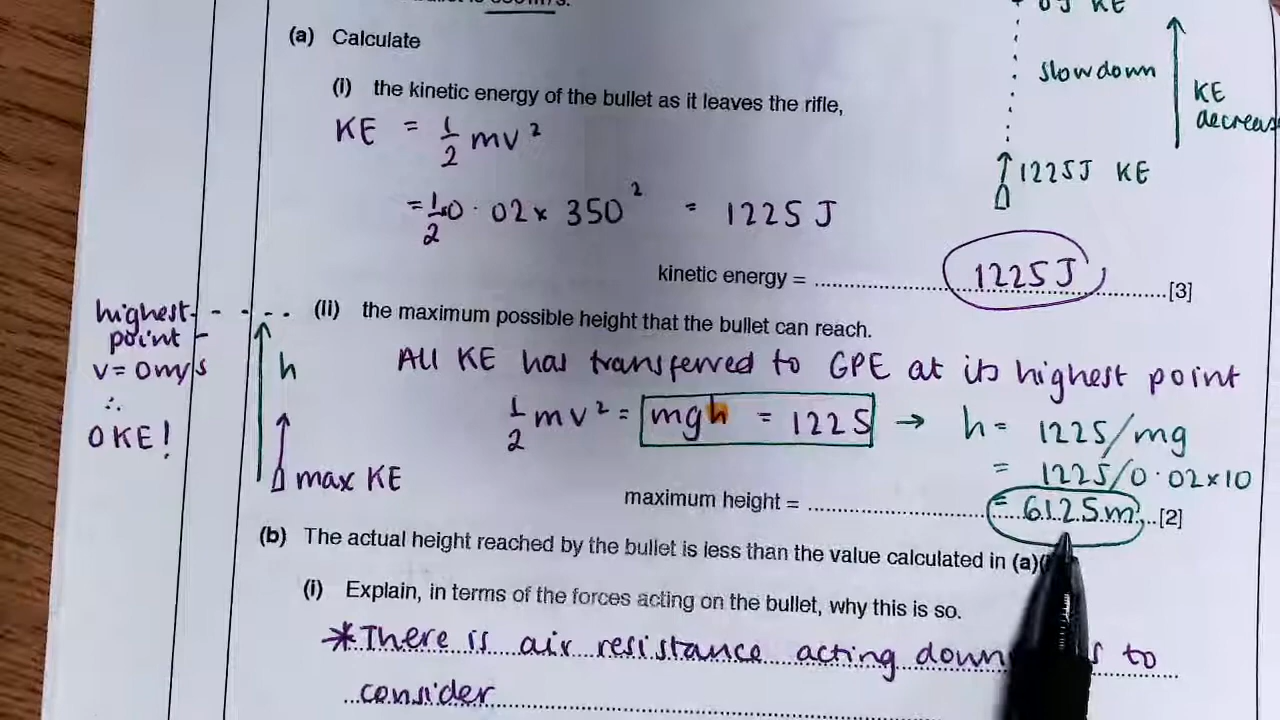 (a) Calculate
0J KE
slowdown
KE
(i) the kinetic energy of the bullet as it leaves the rifle,
KE = 1/2 mv²
1225J KE
= 1/2 × 0.02 × 350² = 1225 J
kinetic energy = 1225J [3]
highest point v = 0m/s ∴ 0KE!
h
max KE
(ii) the maximum possible height that the bullet can reach.
All KE has transferred to GPE at its highest point
1/2 mv² = mgh = 1225 → h = 1225/mg
= 1225/0.02×10
maximum height = = 6125m [2]
(b) The actual height reached by the bullet is less than the value calculated in (a)
(i) Explain, in terms of the forces acting on the bullet, why this is so.
*There is air resistance acting to
consider